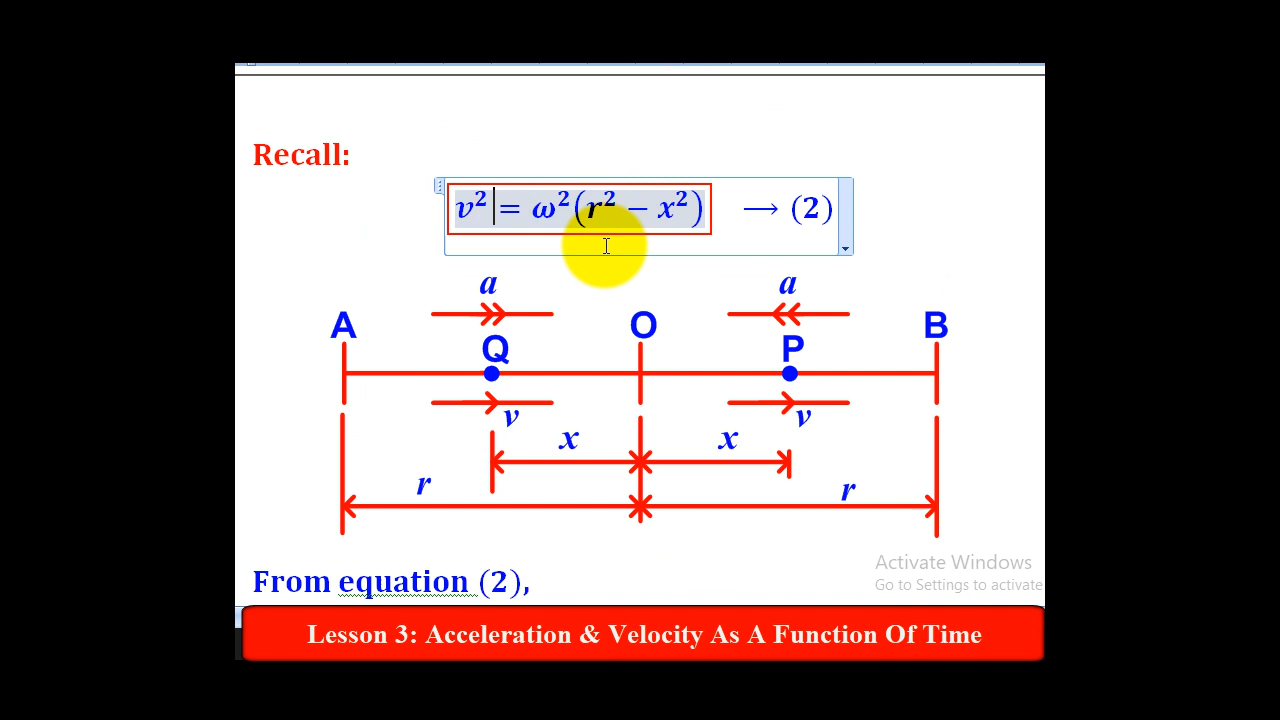 Recall:
v² = ω²(r² − x²) → (2)
a a
A O B
Q P
v v
x x
r r
From equation (2),
Activate Windows
Go to Settings to activate
Lesson 3: Acceleration & Velocity As A Function Of Time